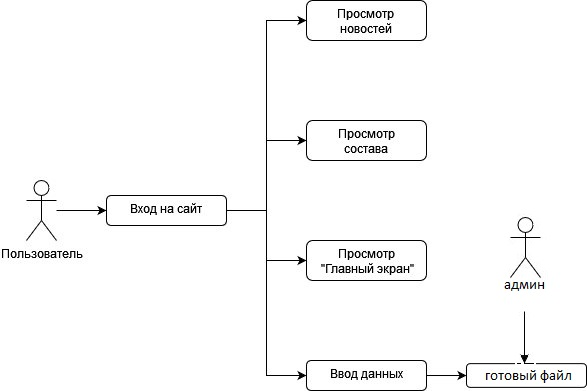 Просмотр
новостей
Просмотр
состава
Вход на сайт
Пользователь
Просмотр
"Главный экран"
админ
Ввод данных
готовый файл